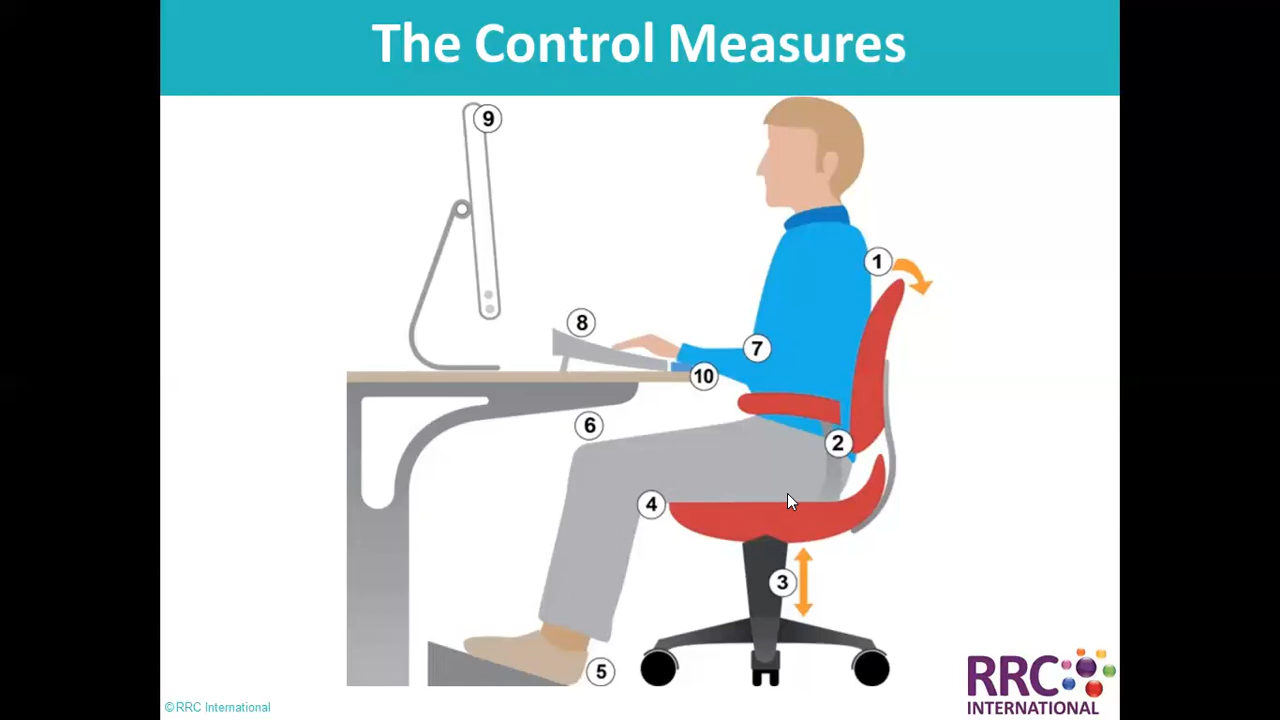 The Control Measures
9
1
8
7
10
6
2
4
3
5
RRC
INTERNATIONAL
©RRC International